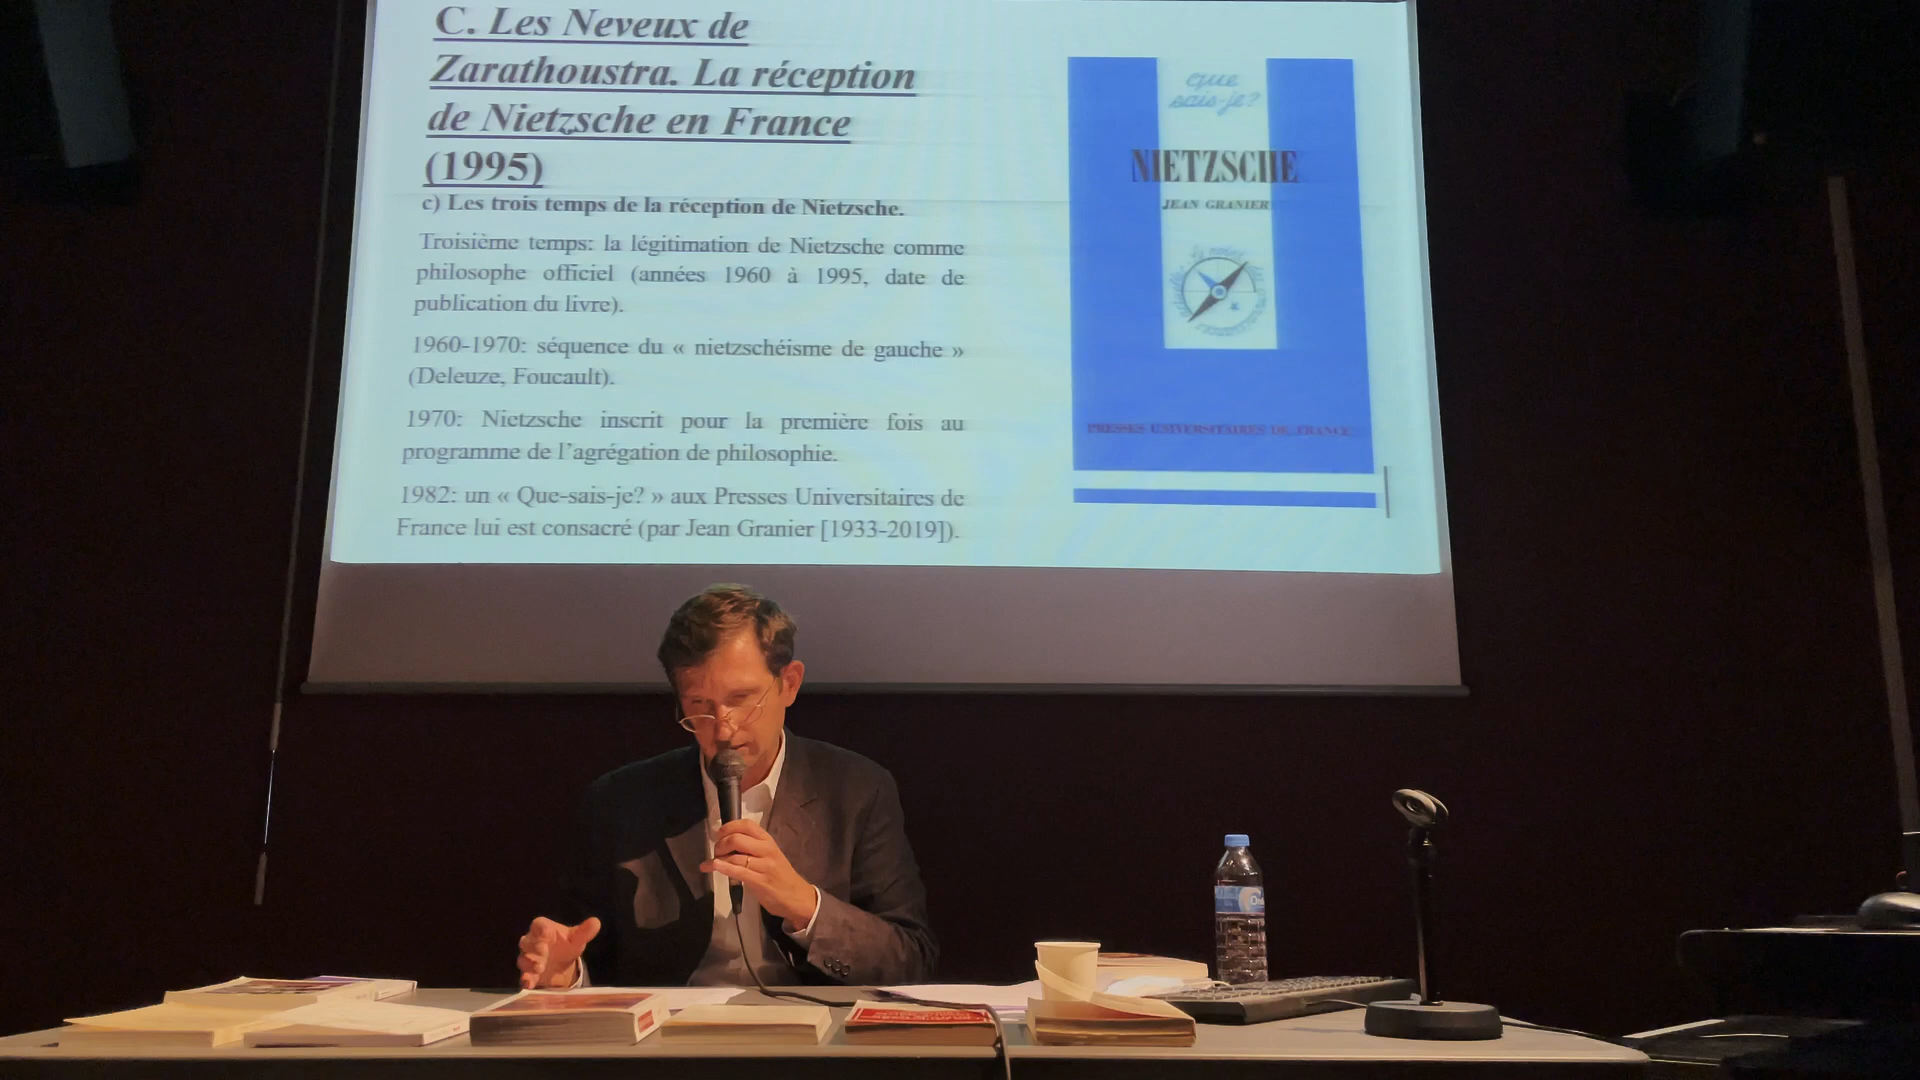 C. Les Neveux de
Zarathoustra. La réception
de Nietzsche en France
(1995)
c) Les trois temps de la réception de Nietzsche.
Troisième temps: la légitimation de Nietzsche comme
philosophe officiel (années 1960 à 1995, date de
publication du livre).
1960-1970: séquence du « nietzschéisme de gauche »
(Deleuze, Foucault).
1970: Nietzsche inscrit pour la première fois au
programme de l'agrégation de philosophie.
1982: un « Que-sais-je? » aux Presses Universitaires de
France lui est consacré (par Jean Granier [1933-2019]).
que
sais-je?
NIETZSCHE
JEAN GRANIER
PRESSES UNIVERSITAIRES DE FRANCE